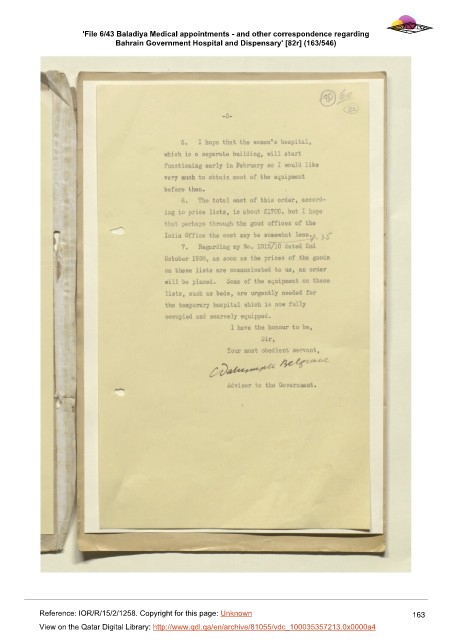 'File 6/43 Baladiya Medical appointments - and other correspondence regarding
Bahrain Government Hospital and Dispensary' [82r] (163/546)
-3-
5. I hope that the women's hospital,
which is a separate building, will start
functioning early in February so I would like
very much to obtain most of the equipment
before then.
6. The total cost of this order, accord-
ing to price lists, is about £1700. but I hope
that perhaps through the good offices of the
India Office the cost may be somewhat less.
7. Regarding my No. 1215/10 dated 2nd
October 1938, as soon as the prices of the goods
on these lists are communicated to us, an order
will be placed. Some of the equipment on these
lists, such as beds, are urgently needed for
the temporary hospital which is now fully
occupied and scarcely equipped.
I have the honour to be,
Sir,
Your most obedient servant,
C Dalrymple Belgrave
Adviser to the Government.
Reference: IOR/R/15/2/1258. Copyright for this page: Unknown
163
View on the Qatar Digital Library: http://www.qdl.qa/en/archive/81055/vdc_100035357213.0x0000a4